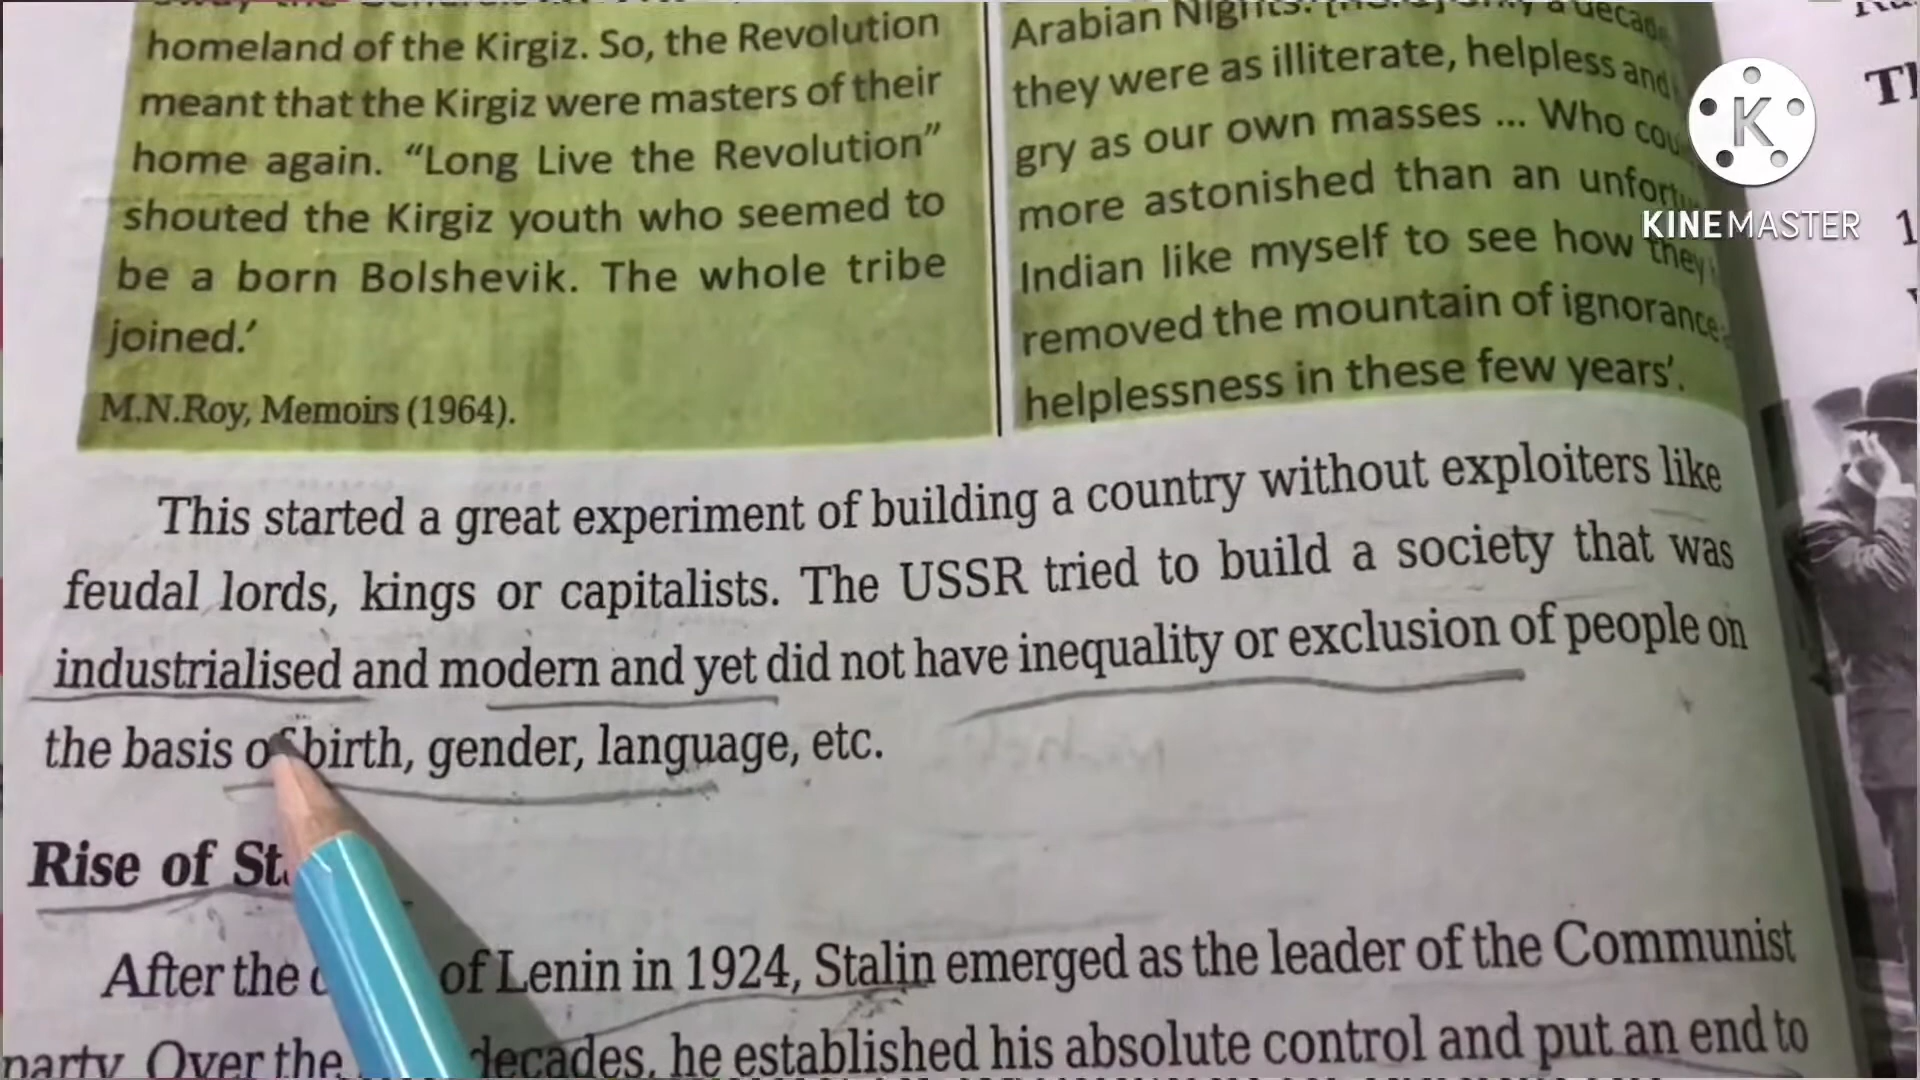 homeland of the Kirgiz. So, the Revolution
meant that the Kirgiz were masters of their
home again. “Long Live the Revolution”
shouted the Kirgiz youth who seemed to
be a born Bolshevik. The whole tribe
joined.’
M.N.Roy, Memoirs (1964).
Arabian Nights.
they were as illiterate, helpless and
gry as our own masses ... Who
more astonished than an
Indian like myself to see how they
removed the mountain of ignorance
helplessness in these few years’.
K
KINEMASTER
This started a great experiment of building a country without exploiters like
feudal lords, kings or capitalists. The USSR tried to build a society that was
industrialised and modern and yet did not have inequality or exclusion of people on
the basis of birth, gender, language, etc.
Rise of
After the of Lenin in 1924, Stalin emerged as the leader of the Communist
party. Over the decades, he established his absolute control and put an end to